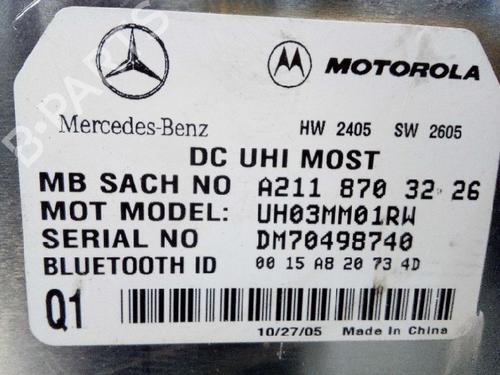 B-PARTS
MOTOROLA
Mercedes-Benz
HW 2405 SW 2605
DC UHI MOST
MB SACH NO A211 870 32 26
MOT MODEL: UH03MM01RW
SERIAL NO DM70498740
BLUETOOTH ID 00 15 A8 20 73 4D
Q1
10/27/05 Made In China